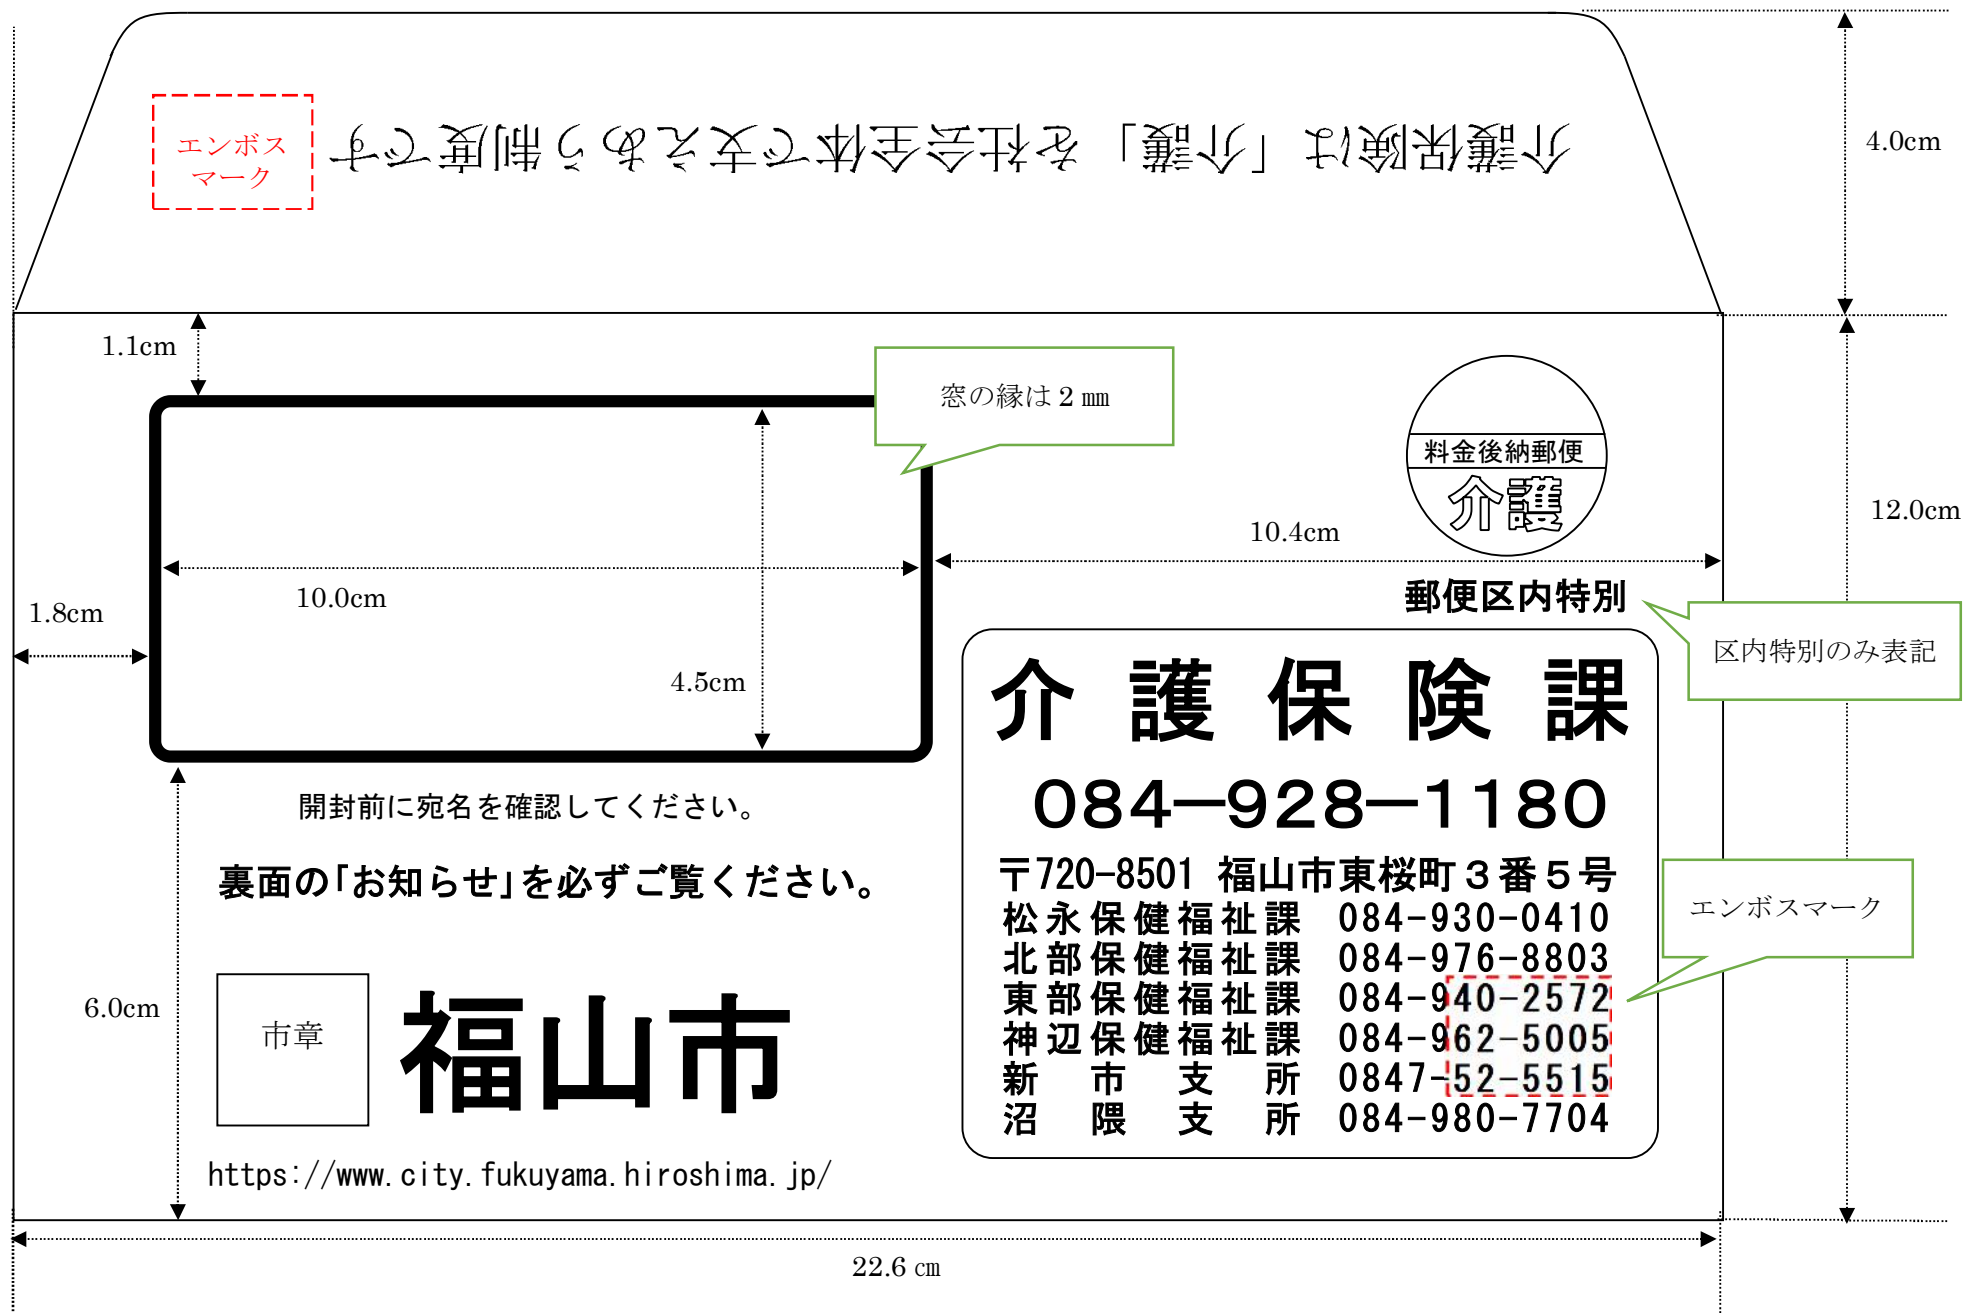 介護保険は「介護」を社会全体で支えあう制度です
エンボス
マーク
4.0cm
1.1cm
窓の縁は2㎜
料金後納郵便
介護
12.0cm
10.4cm
10.0cm
1.8cm
4.5cm
郵便区内特別
区内特別のみ表記
介護保険課
084－928－1180
〒720-8501 福山市東桜町３番５号
松永保健福祉課 084-930-0410
北部保健福祉課 084-976-8803
東部保健福祉課 084-940-2572
神辺保健福祉課 084-962-5005
新市支所 0847-52-5515
沼隈支所 084-980-7704
エンボスマーク
開封前に宛名を確認してください。
裏面の「お知らせ」を必ずご覧ください。
6.0cm
市章
福山市
https://www.city.fukuyama.hiroshima.jp/
22.6㎝